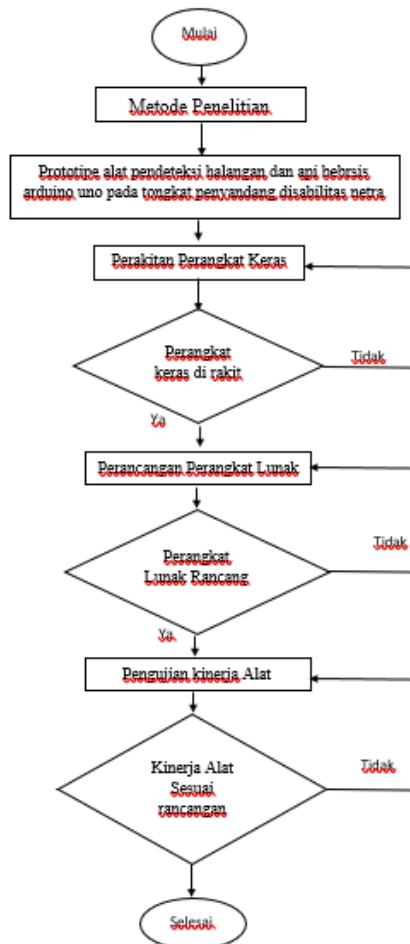 Mulai
Metode Penelitian
Prototipe alat pendeteksi halangan dan api bebrsis
arduino uno pada tongkat penyandang disabilitas netra
Perakitan Perangkat Keras
Perangkat
keras di rakit
Tidak
Ya
Perancangan Perangkat Lunak
Perangkat
Lunak Rancang
Tidak
Ya
Pengujian kinerja Alat
Kinerja Alat
Sesuai
rancangan
Tidak
Selesai